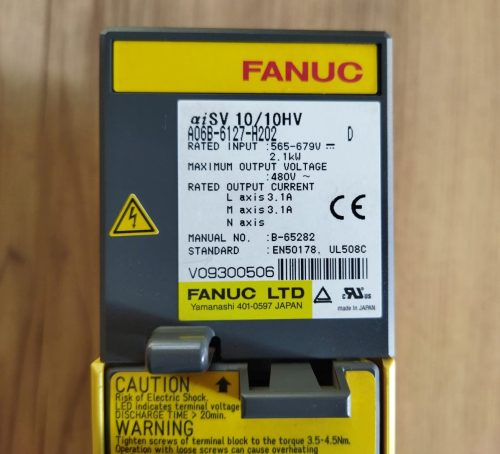 FANUC
αiSV 10/10HV
A06B-6127-H202 D
RATED INPUT :565-679V ⎓
2.1kW
MAXIMUM OUTPUT VOLTAGE
:480V ~
RATED OUTPUT CURRENT
L axis 3.1A
M axis 3.1A
N axis
CE
MANUAL NO. :B-65282
STANDARD :EN50178, UL508C
V09300506
FANUC LTD
Yamanashi 401-0597 JAPAN
c RU us
made in JAPAN
CAUTION
Risk of Electric Shock.
LED indicates terminal voltage
DISCHARGE TIME > 20min.
WARNING
Tighten screws of terminal block to the torque 3.5-4.5Nm.
Operation with loose screws could cause overheating